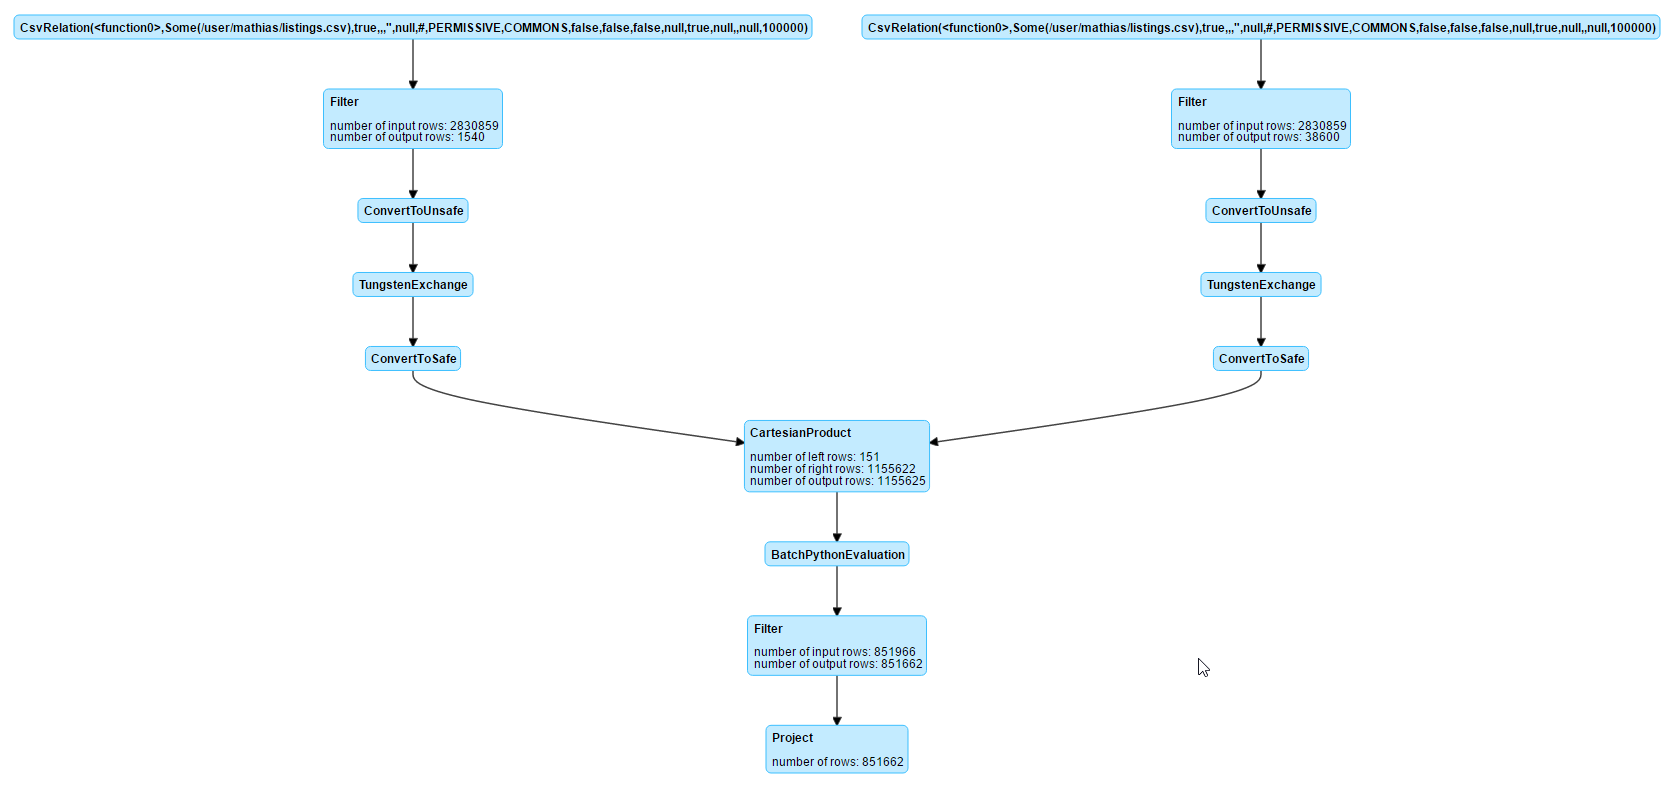 CsvRelation(<function0>,Some(/user/mathias/listings.csv),true,,,",null,#,PERMISSIVE,COMMONS,false,false,false,null,true,null,,null,100000)
CsvRelation(<function0>,Some(/user/mathias/listings.csv),true,,,",null,#,PERMISSIVE,COMMONS,false,false,false,null,true,null,,null,100000)
Filter
number of input rows: 2830859
number of output rows: 1540
Filter
number of input rows: 2830859
number of output rows: 38600
ConvertToUnsafe
ConvertToUnsafe
TungstenExchange
TungstenExchange
ConvertToSafe
ConvertToSafe
CartesianProduct
number of left rows: 151
number of right rows: 1155622
number of output rows: 1155625
BatchPythonEvaluation
Filter
number of input rows: 851966
number of output rows: 851662
Project
number of rows: 851662